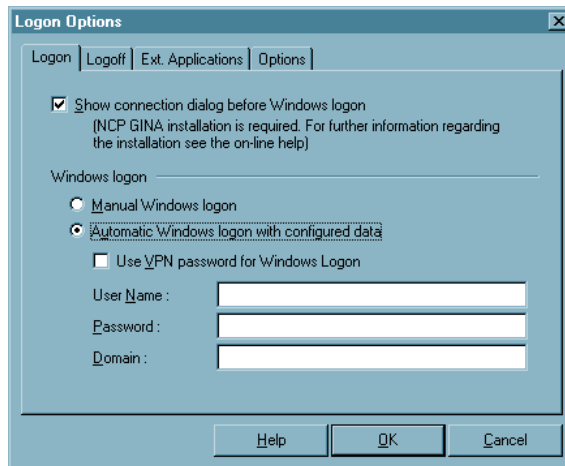 Logon Options
Logon Logoff Ext. Applications Options
Show connection dialog before Windows logon
(NCP GINA installation is required. For further information regarding
the installation see the on-line help)
Windows logon
Manual Windows logon
Automatic Windows logon with configured data
Use VPN password for Windows Logon
User Name :
Password :
Domain :
Help OK Cancel